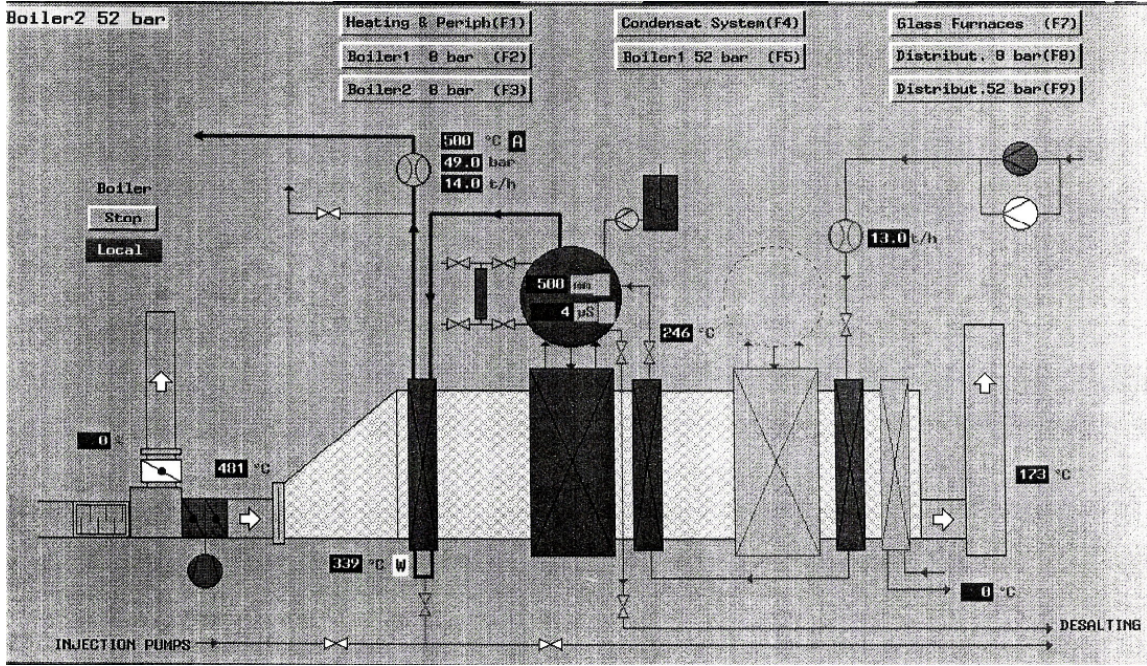 Boiler2 52 bar
Heating & Periph(F1)
Condensat System(F4)
Glass Furnaces (F7)
Boiler1 8 bar (F2)
Boiler1 52 bar (F5)
Distribut. 8 bar(F8)
Boiler2 8 bar (F3)
Distribut.52 bar(F9)
500 °C A
49.0 bar
14.0 t/h
Boiler
Stop
Local
13.0 t/h
500 mm
4 µS
246 °C
0
481 °C
173 °C
339 °C W
0 °C
INJECTION PUMPS
DESALTING